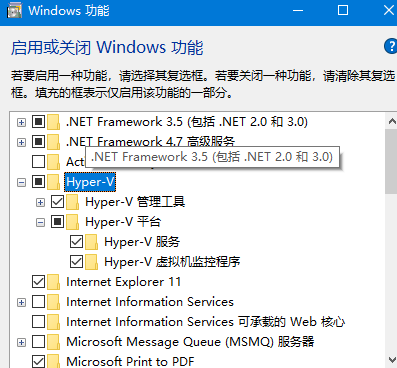 Windows 功能
启用或关闭 Windows 功能
若要启用一种功能，请选择其复选框。若要关闭一种功能，请清除其复选
框。填充的框表示仅启用该功能的一部分。
.NET Framework 3.5 (包括 .NET 2.0 和 3.0)
.NET Framework 4.7 高级服务
.NET Framework 3.5 (包括 .NET 2.0 和 3.0)
Hyper-V
Hyper-V 管理工具
Hyper-V 平台
Hyper-V 服务
Hyper-V 虚拟机监控程序
Internet Explorer 11
Internet Information Services
Internet Information Services 可承载的 Web 核心
Microsoft Message Queue (MSMQ) 服务器
Microsoft Print to PDF